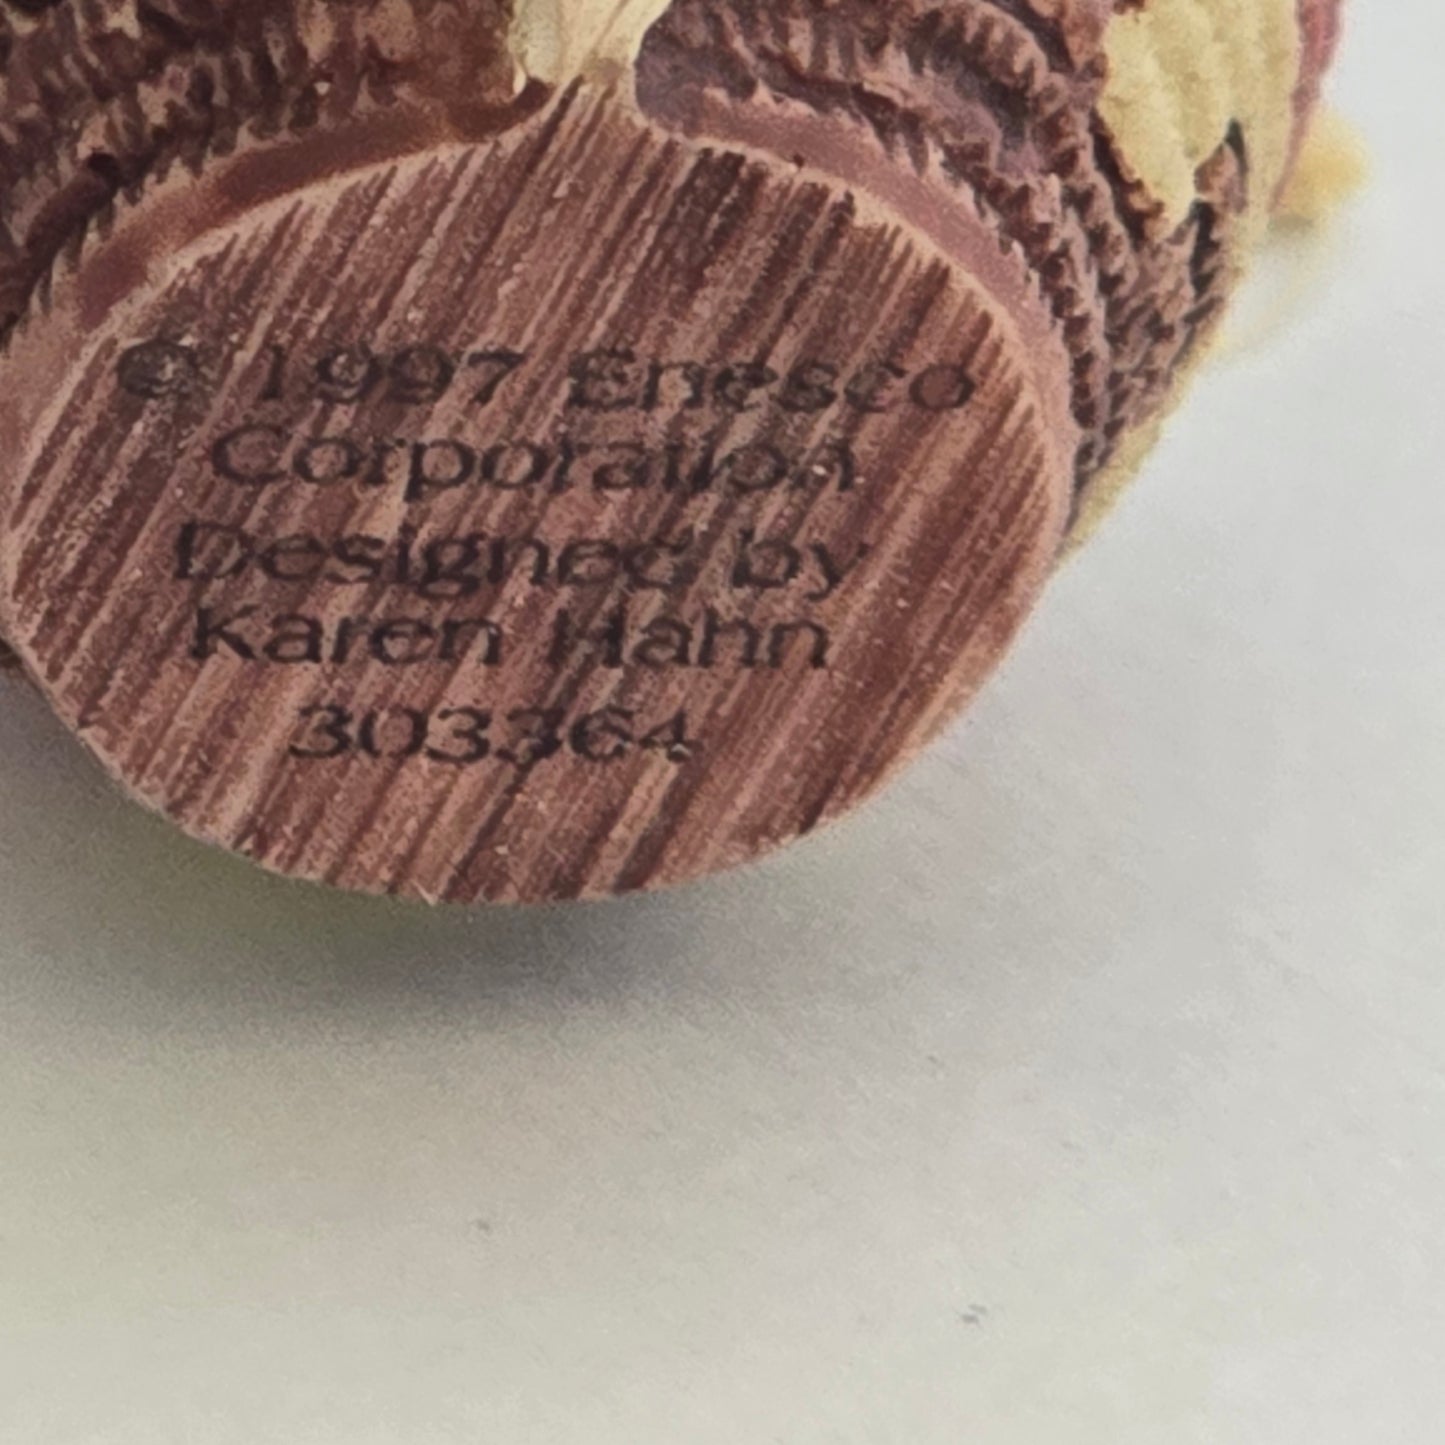 © 1997 Enesco
Corporation
Designed by
Karen Hahn
303364